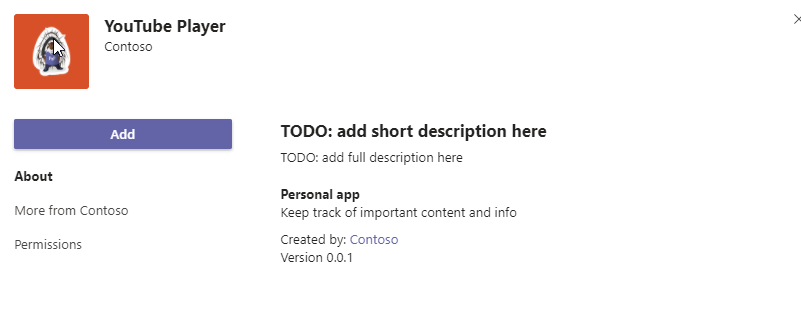 YouTube Player
Contoso
Add
About
More from Contoso
Permissions
TODO: add short description here
TODO: add full description here
Personal app
Keep track of important content and info
Created by: Contoso
Version 0.0.1